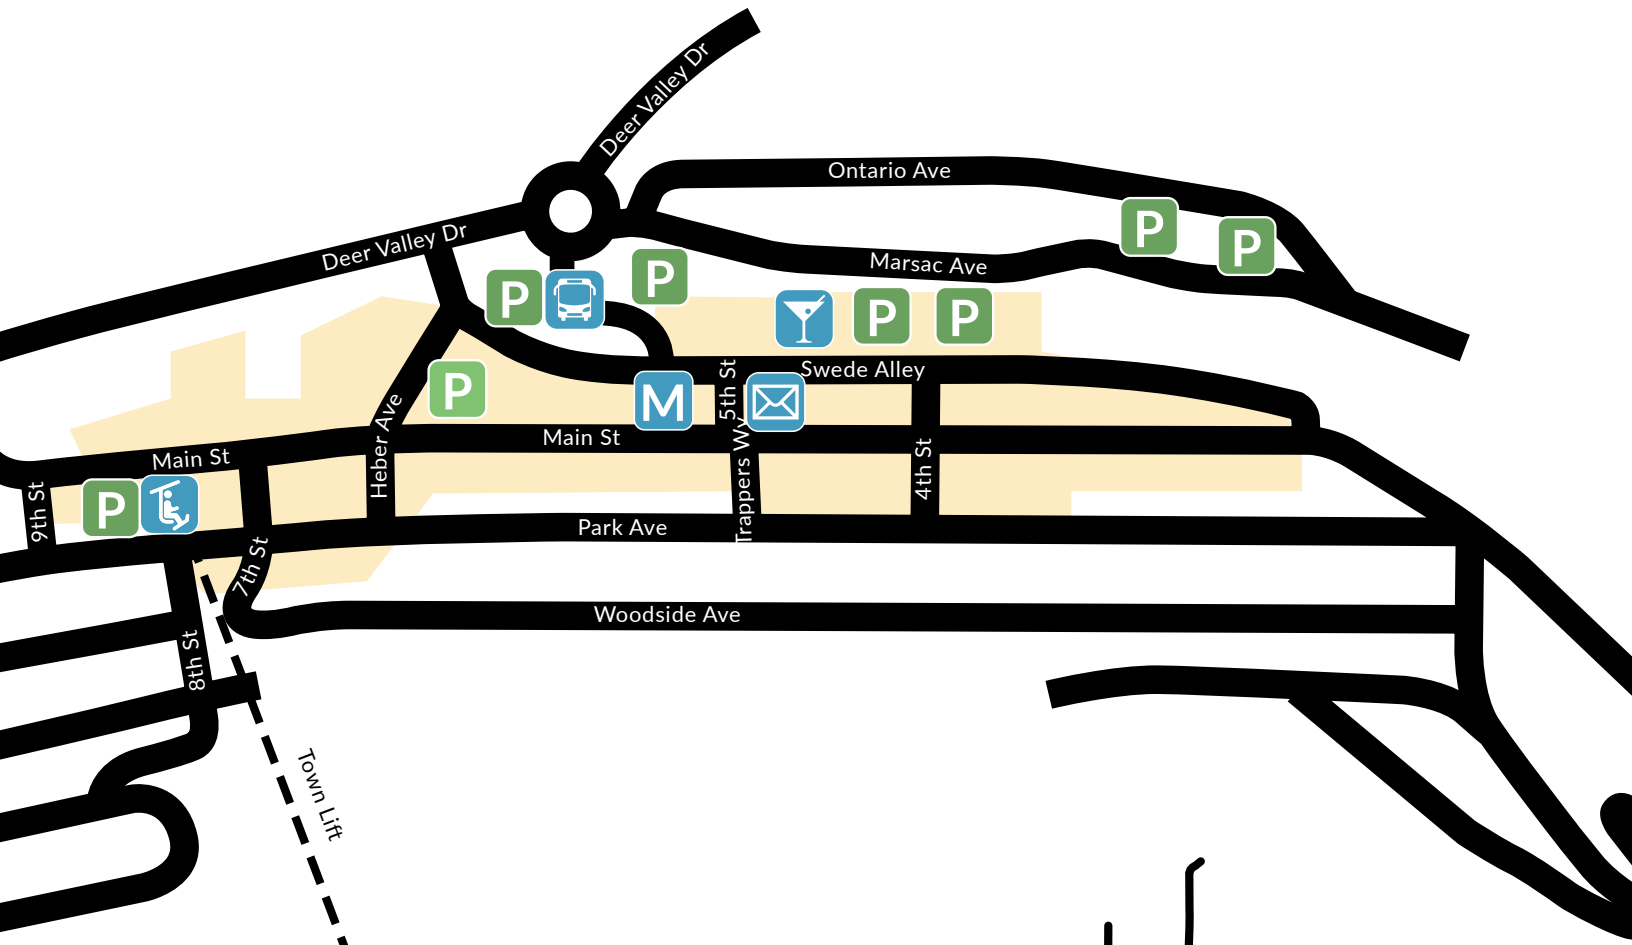 Deer Valley Dr
Ontario Ave
Deer Valley Dr
P
P
Marsac Ave
P
P
P
P
Swede Alley
P
M
5th St
Heber Ave
Main St
Main St
Trappers Wy
4th St
9th St
P
Park Ave
7th St
Woodside Ave
8th St
Town Lift